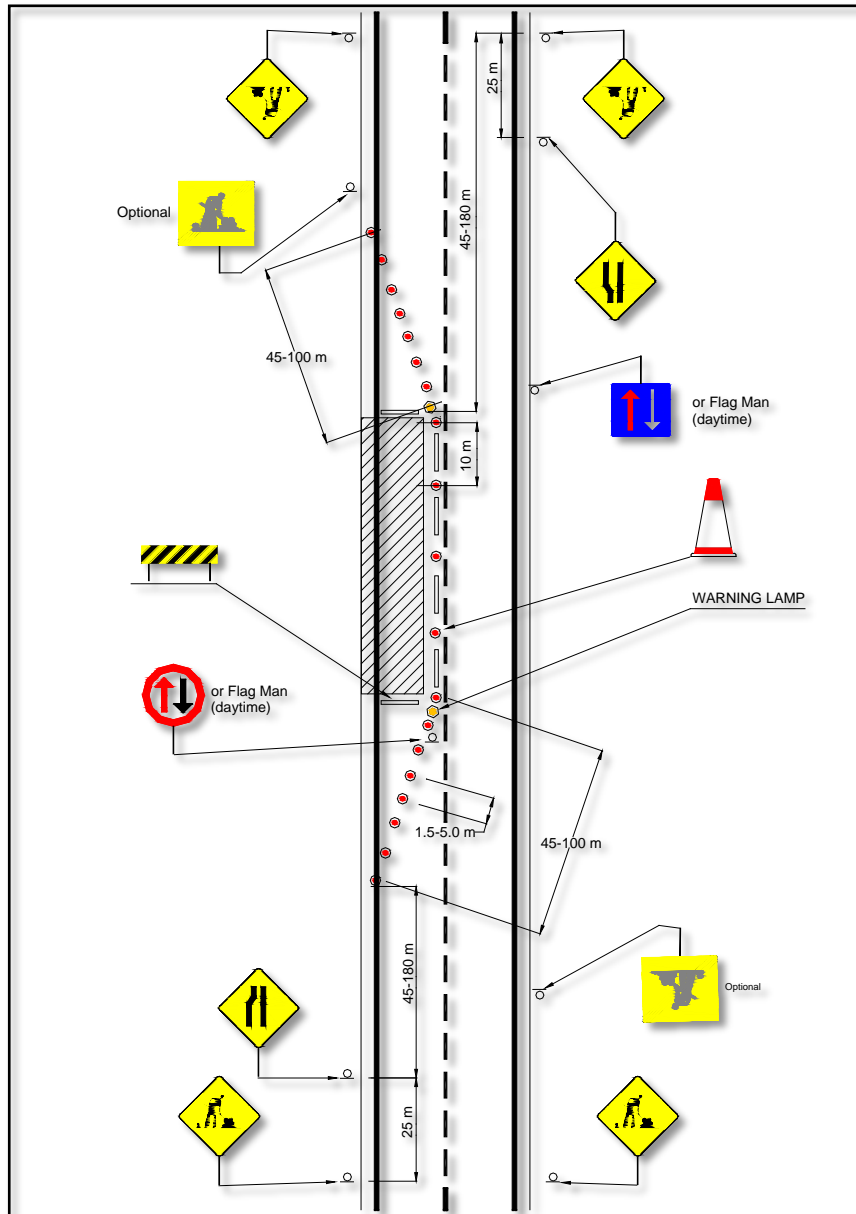 25 m
Optional
45-180 m
45-100 m
or Flag Man
(daytime)
10 m
WARNING LAMP
or Flag Man
(daytime)
1.5-5.0 m
45-100 m
45-180 m
Optional
25 m